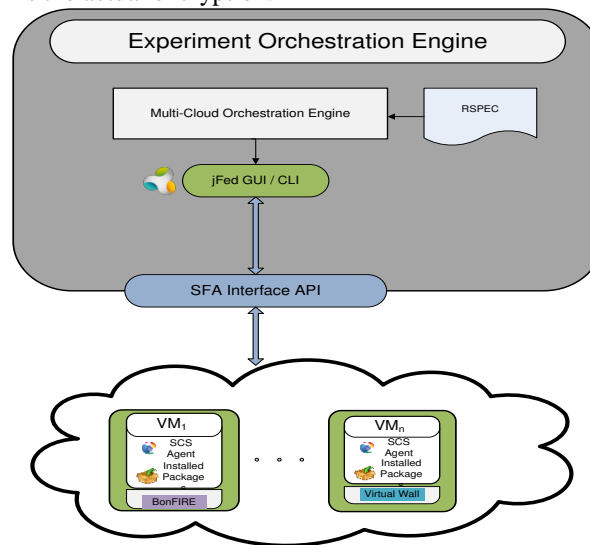 Experiment Orchestration Engine
Multi-Cloud Orchestration Engine
RSPEC
jFed GUI / CLI
SFA Interface API
VM1
SCS
Agent
Installed
Package
BonFIRE
VMn
SCS
Agent
Installed
Package
Virtual Wall